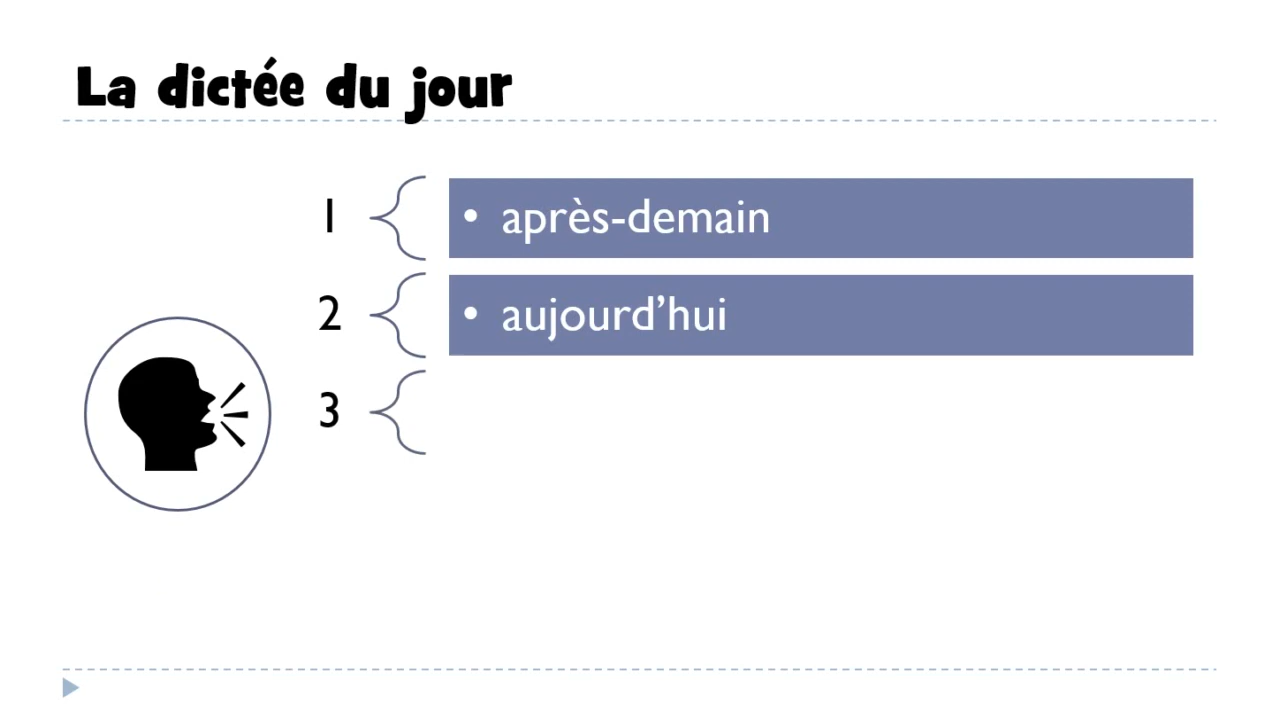 La dictée du jour
1
• après-demain
2
• aujourd’hui
3